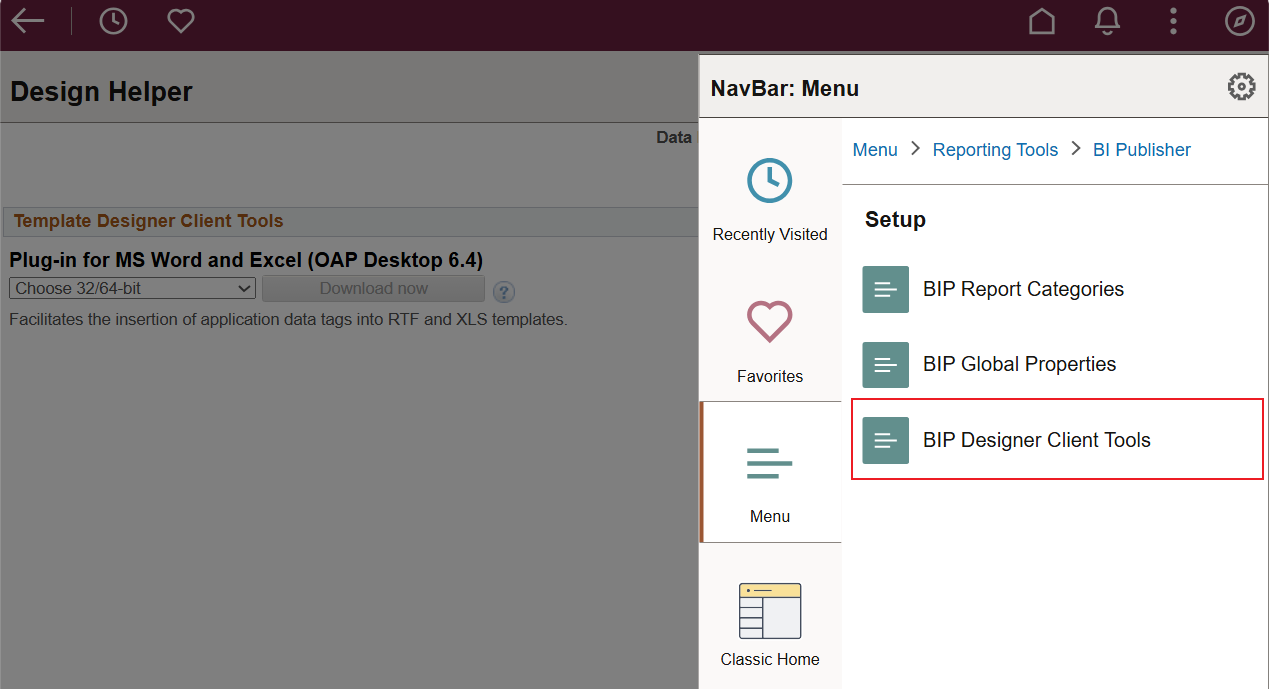 Design Helper
Data
Template Designer Client Tools
Plug-in for MS Word and Excel (OAP Desktop 6.4)
Choose 32/64-bit
Download now
?
Facilitates the insertion of application data tags into RTF and XLS templates.
NavBar: Menu
Recently Visited
Favorites
Menu
Classic Home
Menu > Reporting Tools > BI Publisher
Setup
BIP Report Categories
BIP Global Properties
BIP Designer Client Tools